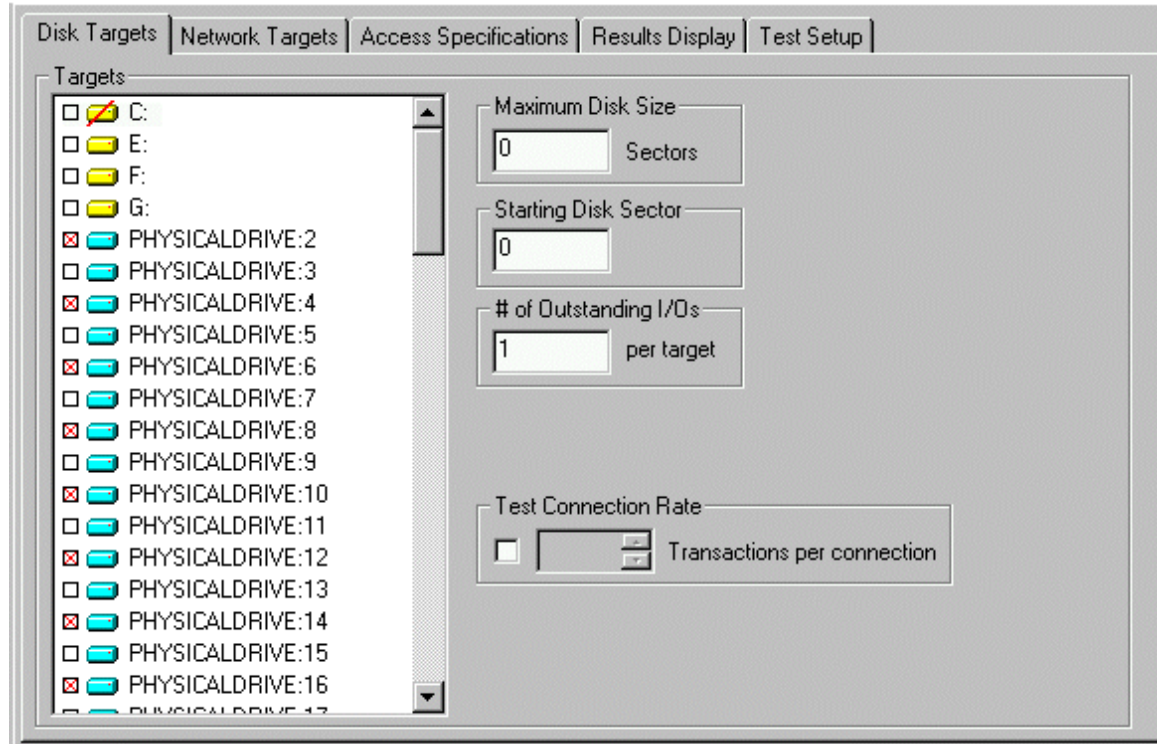 Disk Targets Network Targets Access Specifications Results Display Test Setup
Targets
C:
E:
F:
G:
PHYSICALDRIVE:2
PHYSICALDRIVE:3
PHYSICALDRIVE:4
PHYSICALDRIVE:5
PHYSICALDRIVE:6
PHYSICALDRIVE:7
PHYSICALDRIVE:8
PHYSICALDRIVE:9
PHYSICALDRIVE:10
PHYSICALDRIVE:11
PHYSICALDRIVE:12
PHYSICALDRIVE:13
PHYSICALDRIVE:14
PHYSICALDRIVE:15
PHYSICALDRIVE:16
PHYSICALDRIVE:17
Maximum Disk Size
0 Sectors
Starting Disk Sector
0
# of Outstanding I/Os
1 per target
Test Connection Rate
Transactions per connection